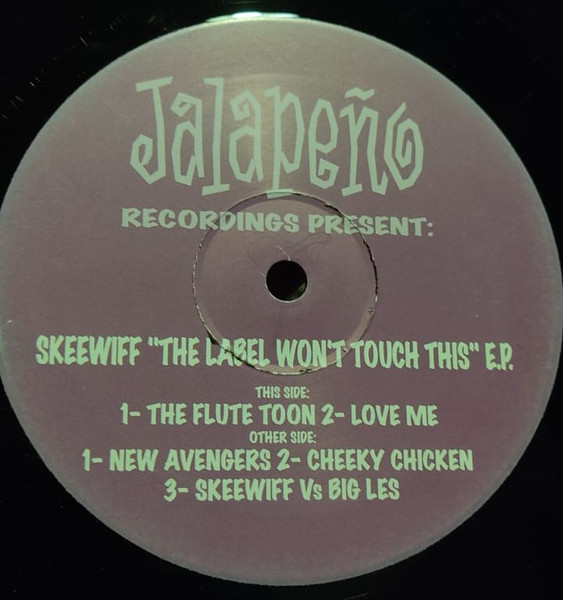 Jalapeño
RECORDINGS PRESENT:
SKEEWIFF "THE LABEL WON'T TOUCH THIS" E.P.
THIS SIDE:
1- THE FLUTE TOON 2- LOVE ME
OTHER SIDE:
1- NEW AVENGERS 2- CHEEKY CHICKEN
3- SKEEWIFF Vs BIG LES